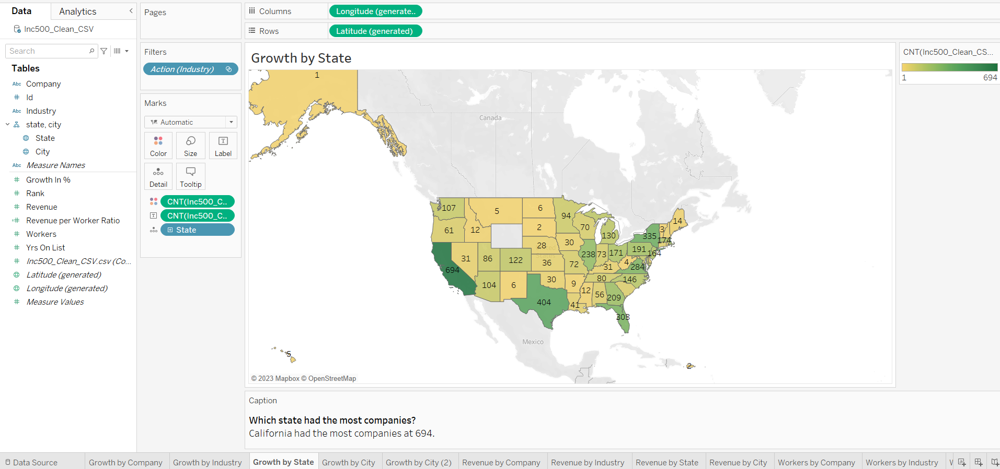 Data
Analytics
Inc500_Clean_CSV
Search
Tables
Abc Company
# Id
Abc Industry
state, city
State
City
Abc Measure Names
# Growth In %
# Rank
# Revenue
=# Revenue per Worker Ratio
# Workers
# Yrs On List
# Inc500_Clean_CSV.csv (Co...
Latitude (generated)
Longitude (generated)
# Measure Values
Pages
Filters
Action (Industry)
Marks
Automatic
Color Size T Label
Detail Tooltip
CNT(Inc500_C..
T CNT(Inc500_C..
State
Columns Longitude (generate..
Rows Latitude (generated)
Growth by State
1
Canada
107 5 6 94 70 130 335 3 14
61 12 2 174
28 30 238 73 171 191 164
31 86 122 36 72 31 4 284
694 104 6 30 9 80 146
404 41 12 56 209
303
Mexico
5
2
© 2023 Mapbox © OpenStreetMap
CNT(Inc500_Clean_CS...
1 694
Caption
Which state had the most companies?
California had the most companies at 694.
Data Source Growth by Company Growth by Industry Growth by State Growth by City Growth by City (2) Revenue by Company Revenue by Industry Revenue by State Revenue by City Workers by Company Workers by Industry